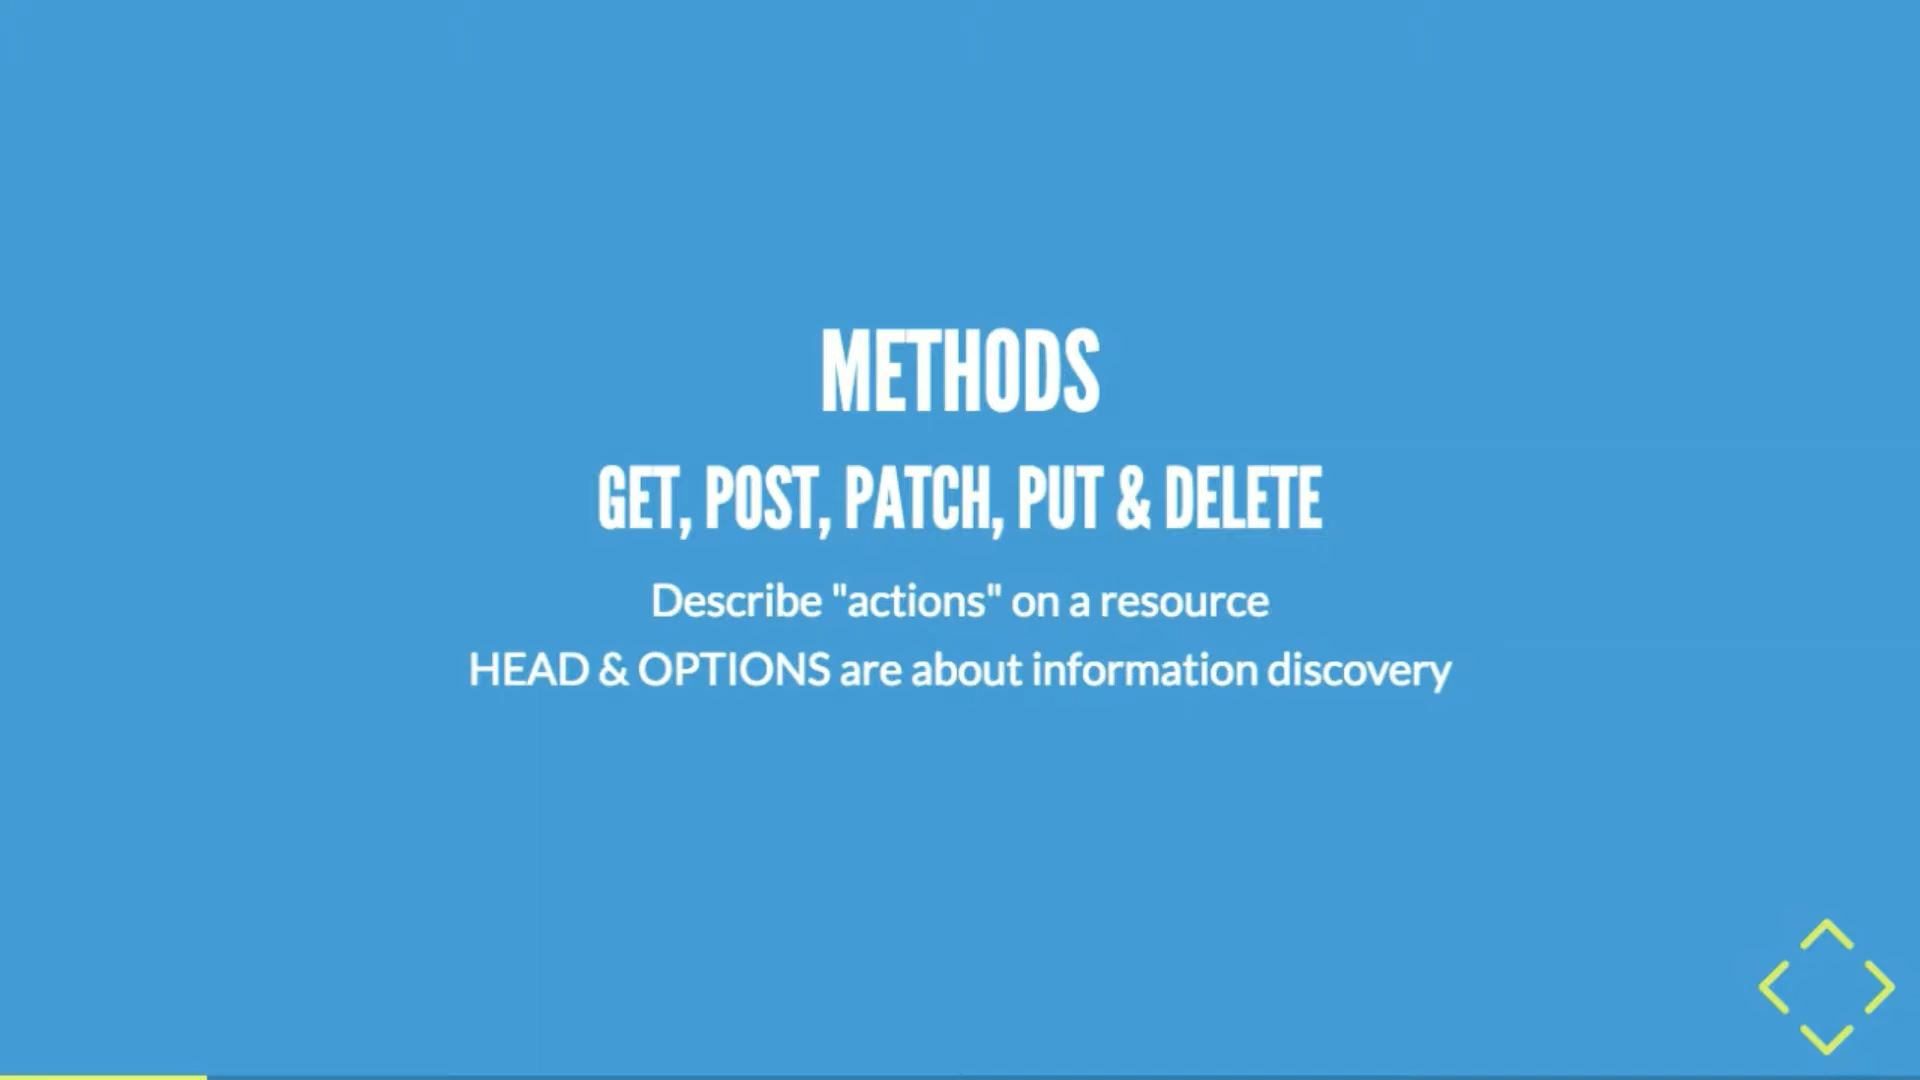 METHODS
GET, POST, PATCH, PUT & DELETE
Describe "actions" on a resource
HEAD & OPTIONS are about information discovery